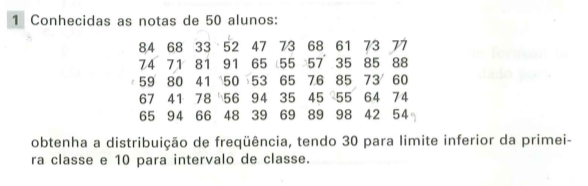 1 Conhecidas as notas de 50 alunos:
84 68 33 52 47 73 68 61 73 77
74 71 81 91 65 55 57 35 85 88
59 80 41 50 53 65 76 85 73 60
67 41 78 56 94 35 45 55 64 74
65 94 66 48 39 69 89 98 42 54
obtenha a distribuição de freqüência, tendo 30 para limite inferior da primei-
ra classe e 10 para intervalo de classe.